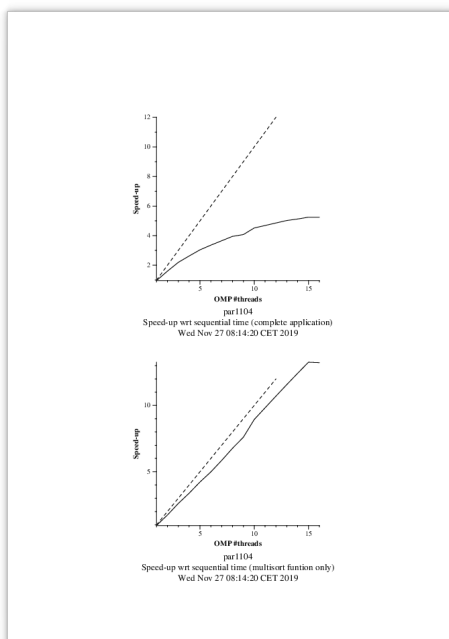 12
10
8
6
4
2
Speed-up
5
10
15
OMP #threads
par1104
Speed-up wrt sequential time (complete application)
Wed Nov 27 08:14:20 CET 2019
10
5
Speed-up
5
10
15
OMP #threads
par1104
Speed-up wrt sequential time (multisort funtion only)
Wed Nov 27 08:14:20 CET 2019